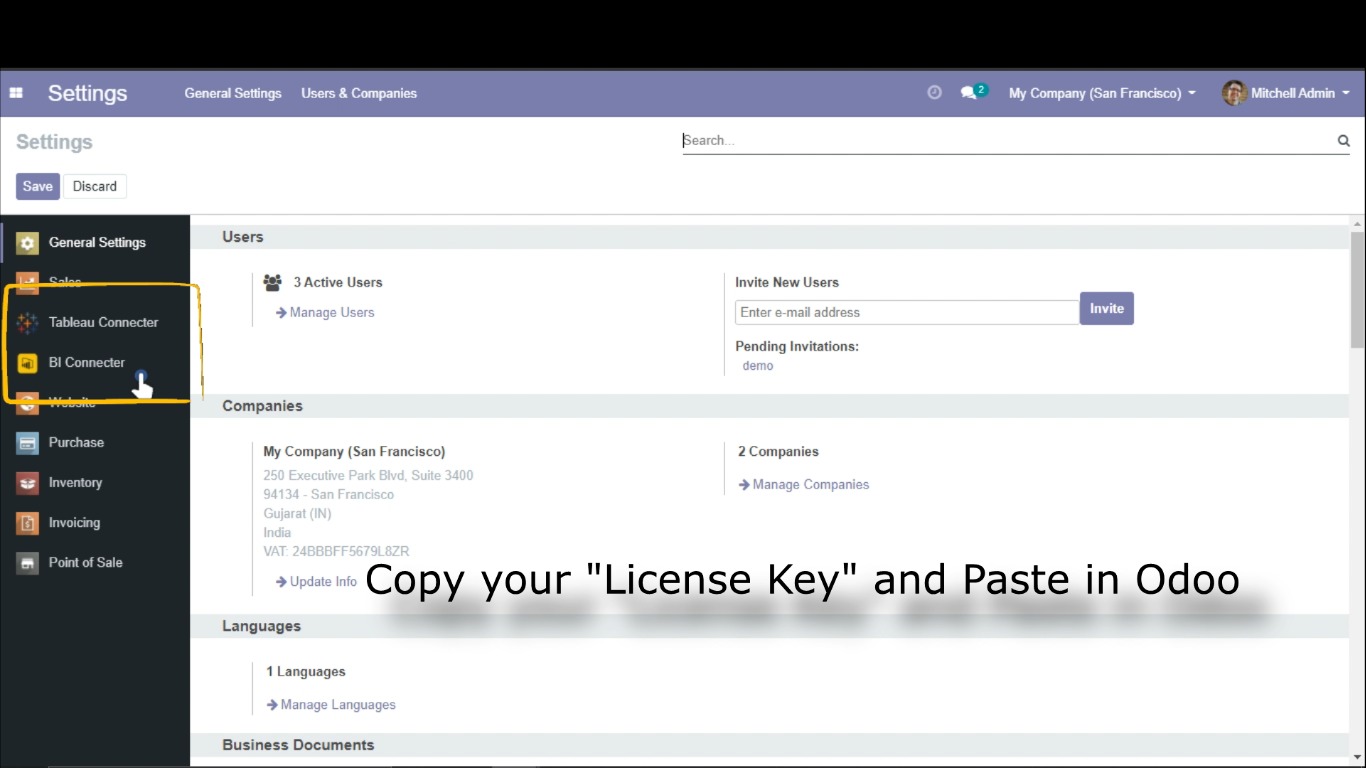 Settings
General Settings
Users & Companies
2
My Company (San Francisco)
Mitchell Admin
Settings
Search...
Save
Discard
General Settings
Sales
Tableau Connecter
BI Connecter
Website
Purchase
Inventory
Invoicing
Point of Sale
Users
3 Active Users
Manage Users
Invite New Users
Enter e-mail address
Invite
Pending Invitations:
demo
Companies
My Company (San Francisco)
250 Executive Park Blvd, Suite 3400
94134 - San Francisco
Gujarat (IN)
India
VAT: 24BBBFF5679L8ZR
Update Info
2 Companies
Manage Companies
Copy your "License Key" and Paste in Odoo
Languages
1 Languages
Manage Languages
Business Documents